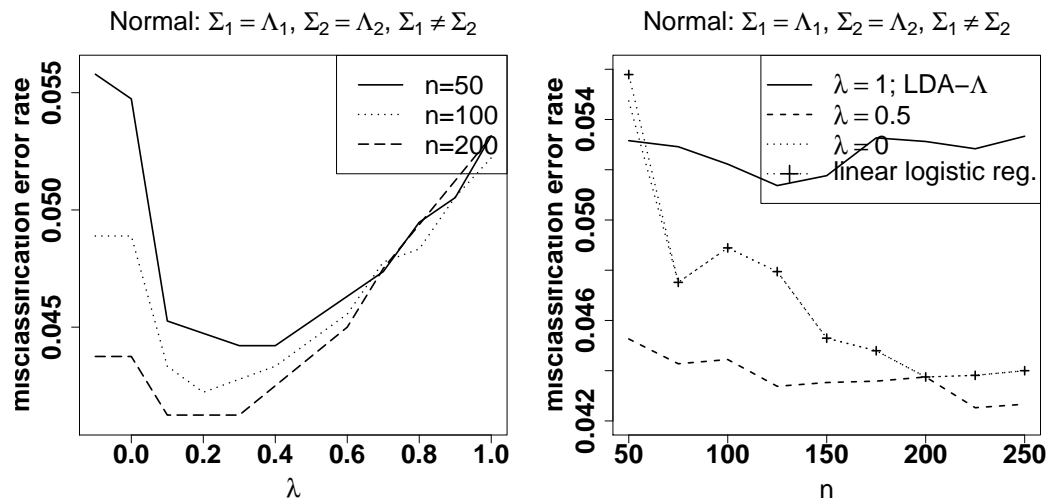 Normal: Σ1 = Λ1, Σ2 = Λ2, Σ1 ≠ Σ2
misclassification error rate
0.055
0.050
0.045
n=50
n=100
n=200
0.0 0.2 0.4 0.6 0.8 1.0
λ
Normal: Σ1 = Λ1, Σ2 = Λ2, Σ1 ≠ Σ2
misclassification error rate
0.054
0.050
0.046
0.042
λ = 1; LDA−Λ
λ = 0.5
λ = 0
linear logistic reg.
50 100 150 200 250
n